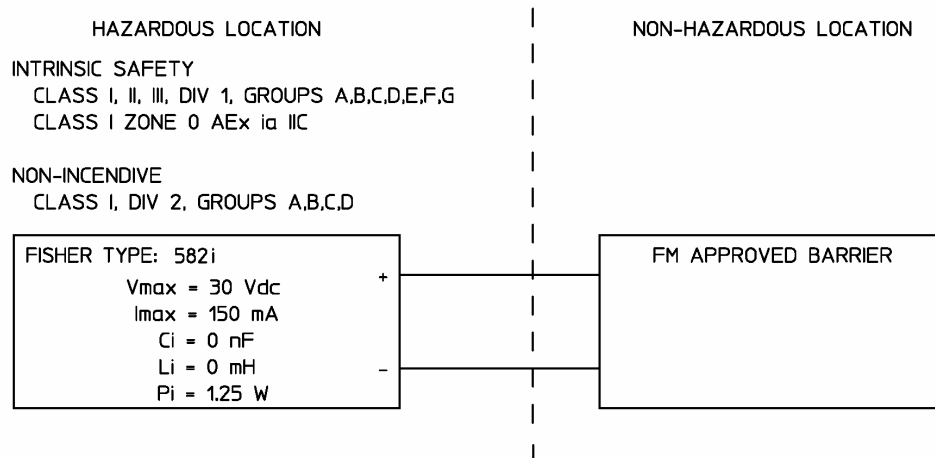 HAZARDOUS LOCATION
NON-HAZARDOUS LOCATION
INTRINSIC SAFETY
CLASS I, II, III, DIV 1, GROUPS A,B,C,D,E,F,G
CLASS I ZONE 0 AEx ia IIC
NON-INCENDIVE
CLASS I, DIV 2, GROUPS A,B,C,D
FISHER TYPE: 582i
Vmax = 30 Vdc
Imax = 150 mA
Ci = 0 nF
Li = 0 mH
Pi = 1.25 W
+
-
FM APPROVED BARRIER